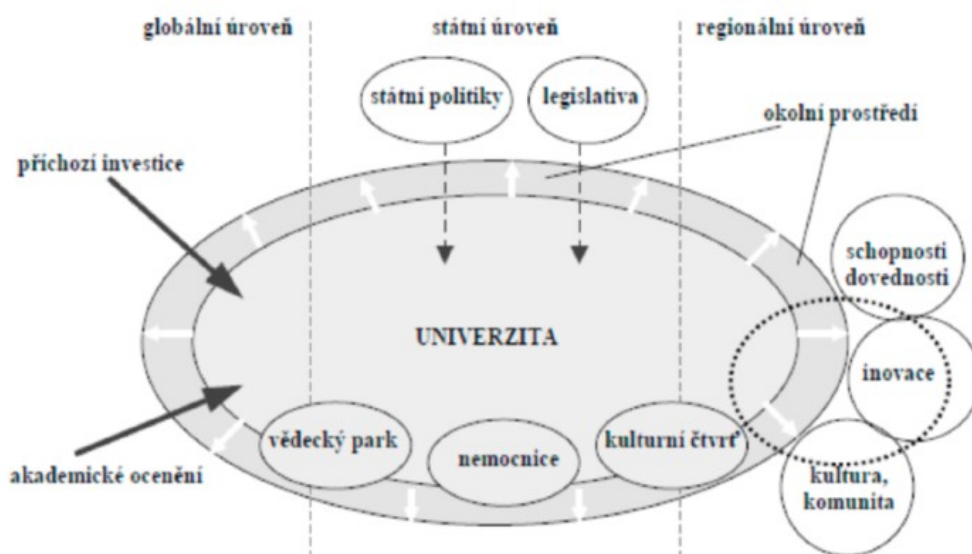 globální úroveň
státní úroveň
regionální úroveň
státní politiky
legislativa
okolní prostředí
příchozí investice
schopnosti
dovednosti
UNIVERZITA
inovace
vědecký park
nemocnice
kulturní čtvrť
akademické ocenění
kultura,
komunita